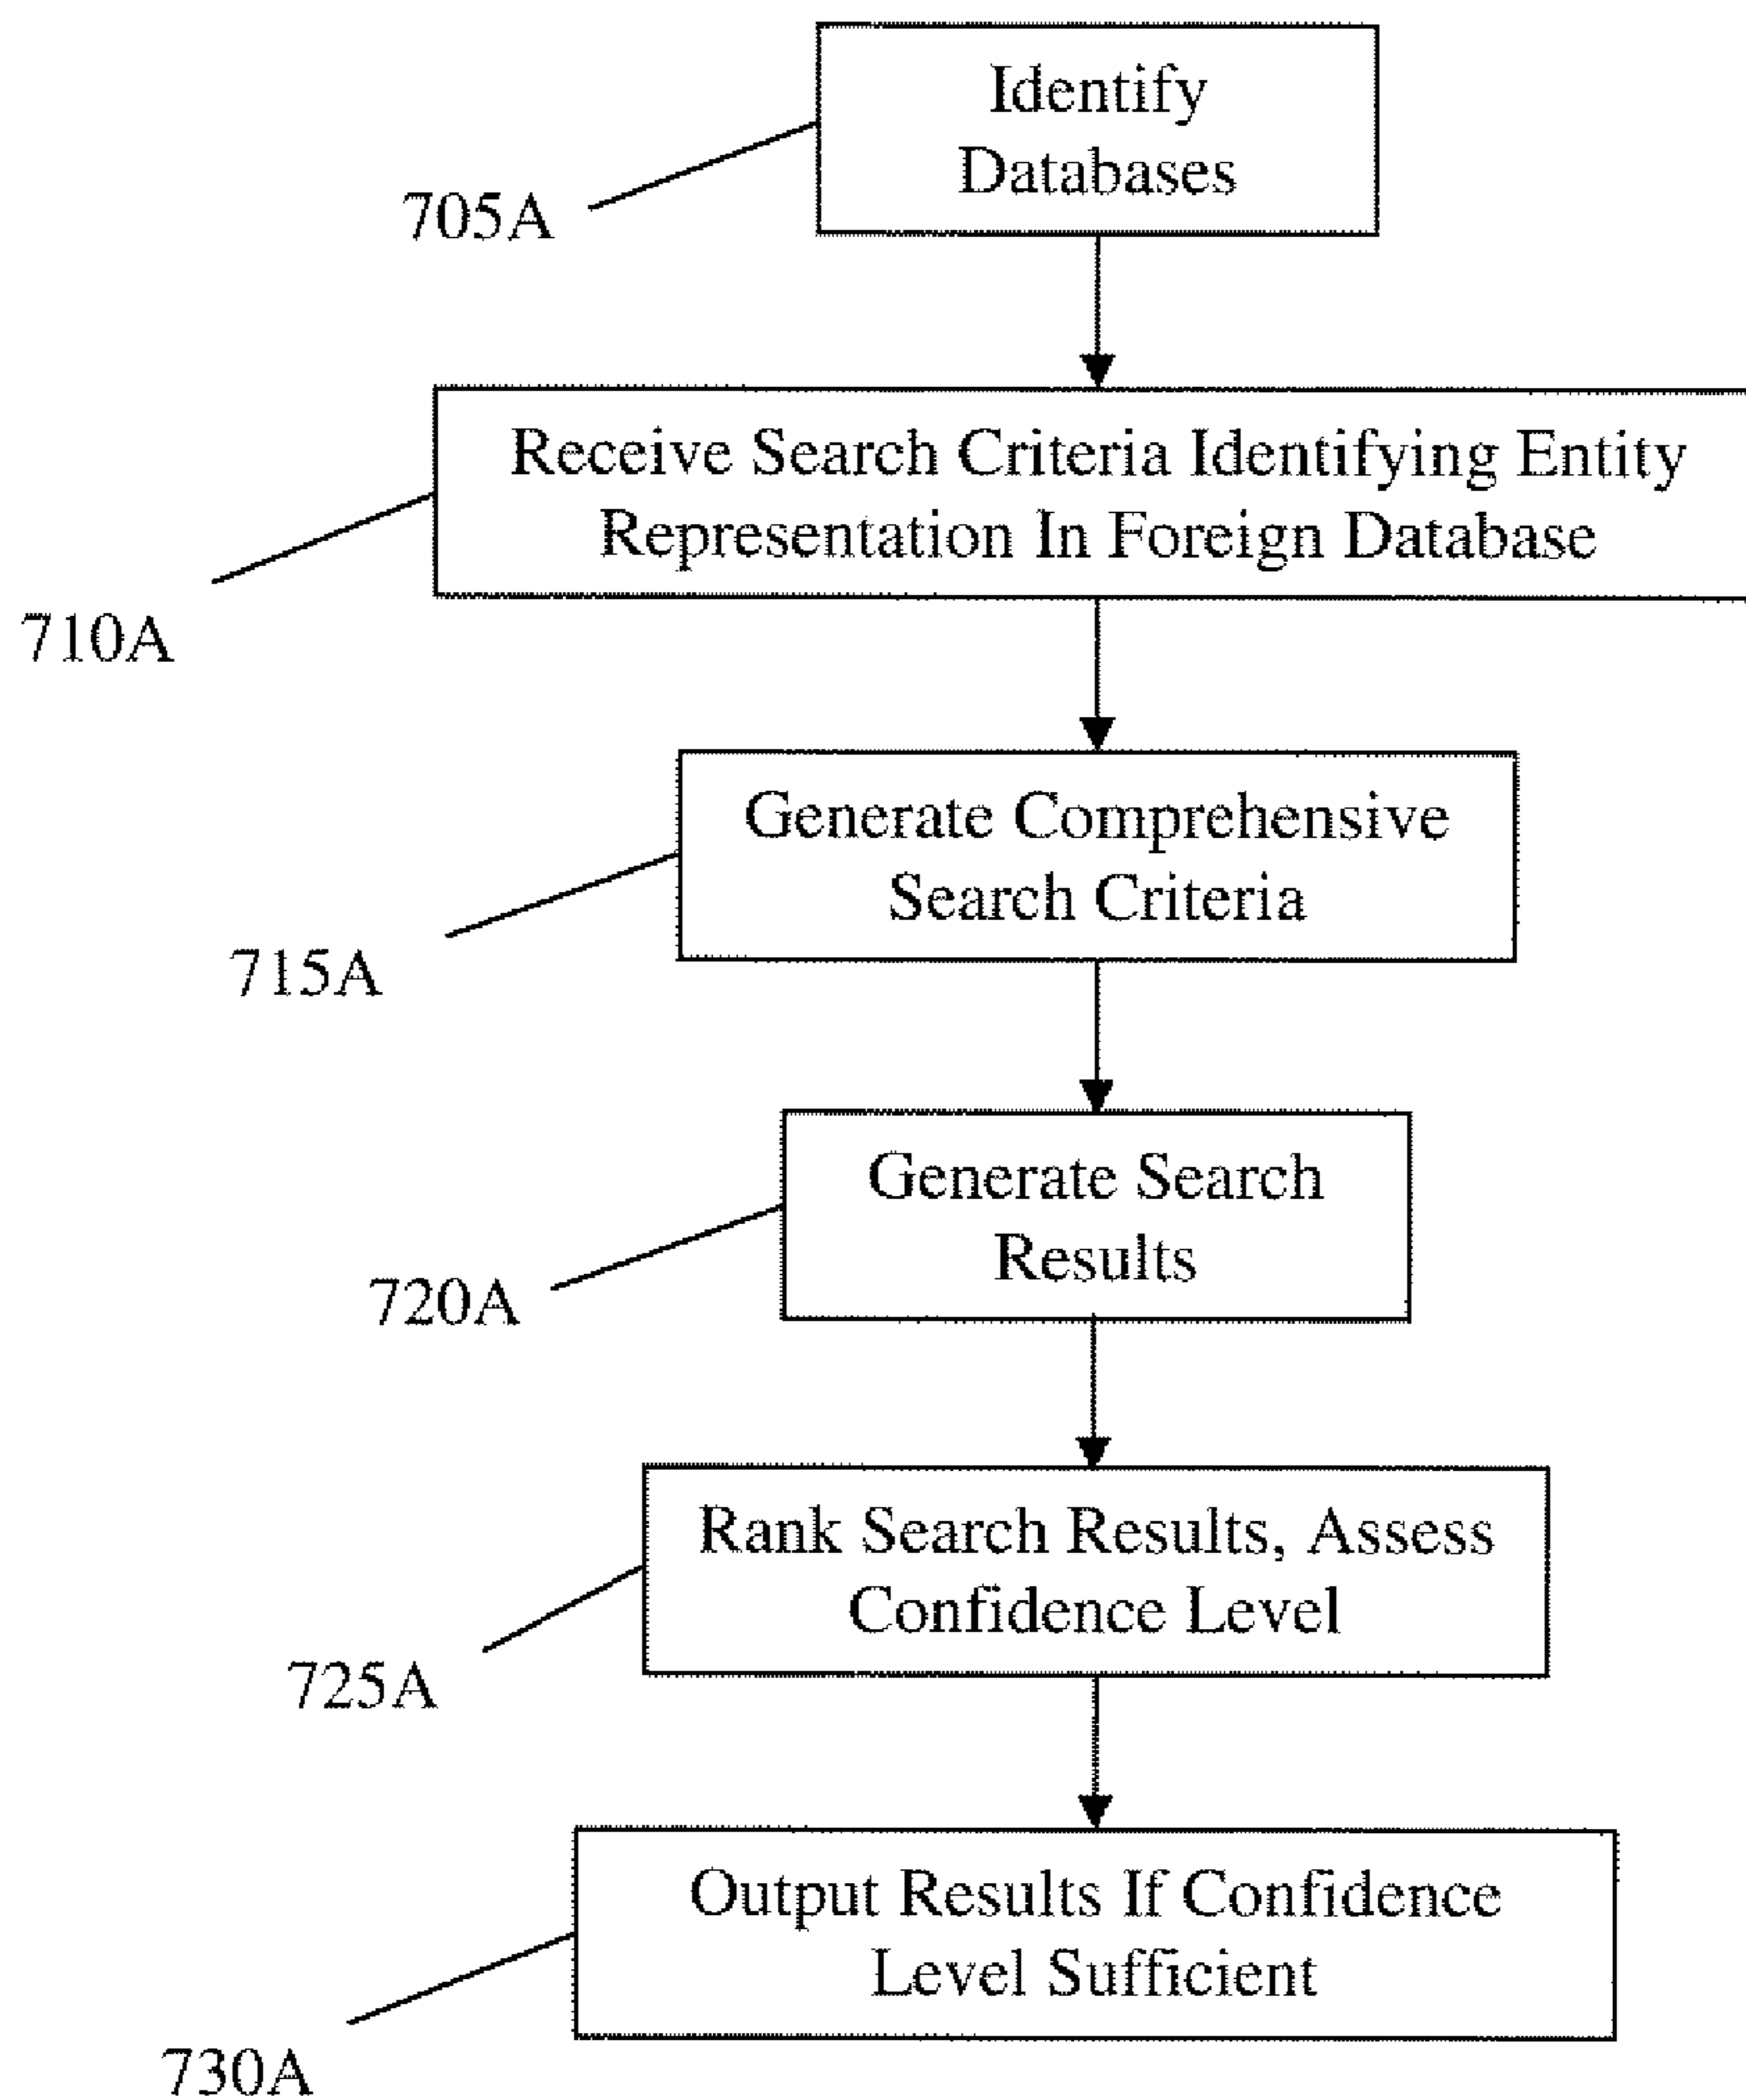 Identify
Databases
705A
Receive Search Criteria Identifying Entity
Representation In Foreign Database
710A
Generate Comprehensive
Search Criteria
715A
Generate Search
Results
720A
Rank Search Results, Assess
Confidence Level
725A
Output Results If Confidence
Level Sufficient
730A